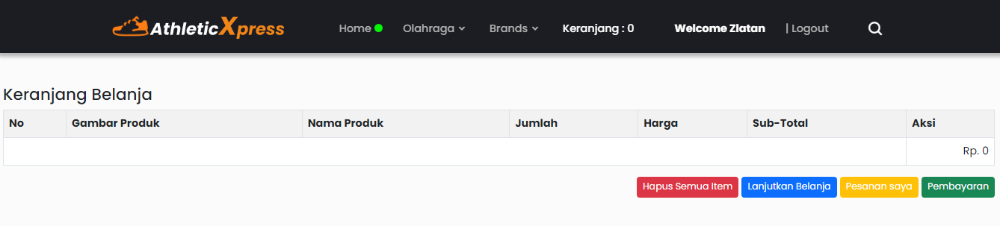 AthleticXpress Home Olahraga Brands Keranjang : 0 Welcome Zlatan | Logout
Keranjang Belanja
No Gambar Produk Nama Produk Jumlah Harga Sub-Total Aksi
Rp. 0
Hapus Semua Item Lanjutkan Belanja Pesanan saya Pembayaran